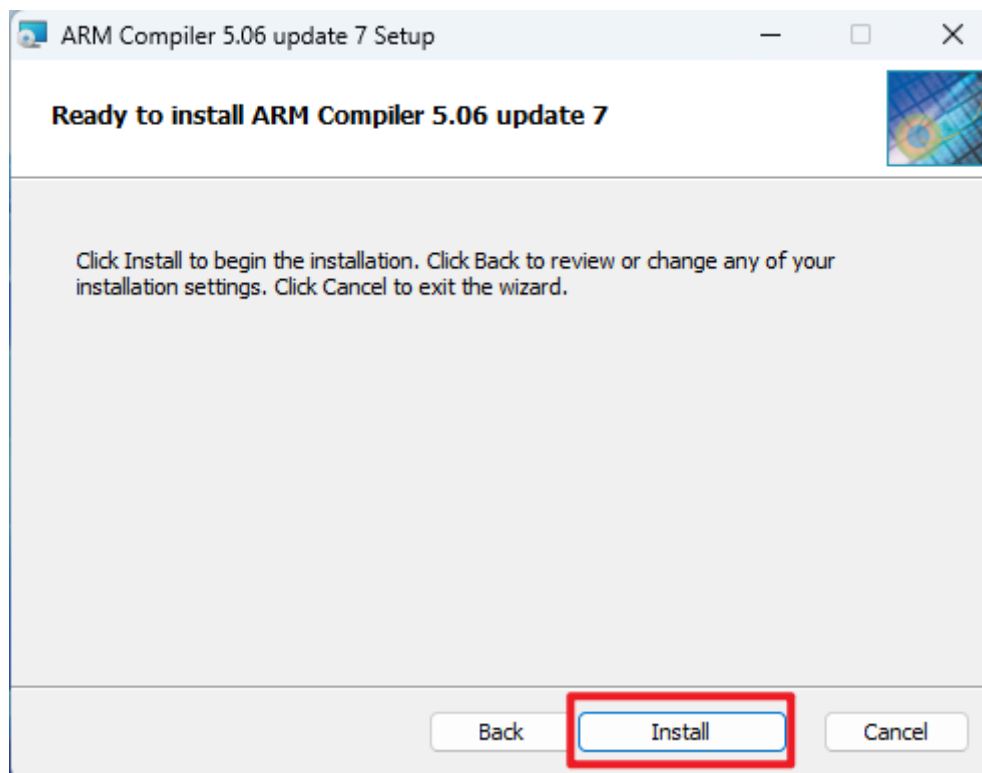 ARM Compiler 5.06 update 7 Setup
Ready to install ARM Compiler 5.06 update 7
Click Install to begin the installation. Click Back to review or change any of your
installation settings. Click Cancel to exit the wizard.
Back
Install
Cancel